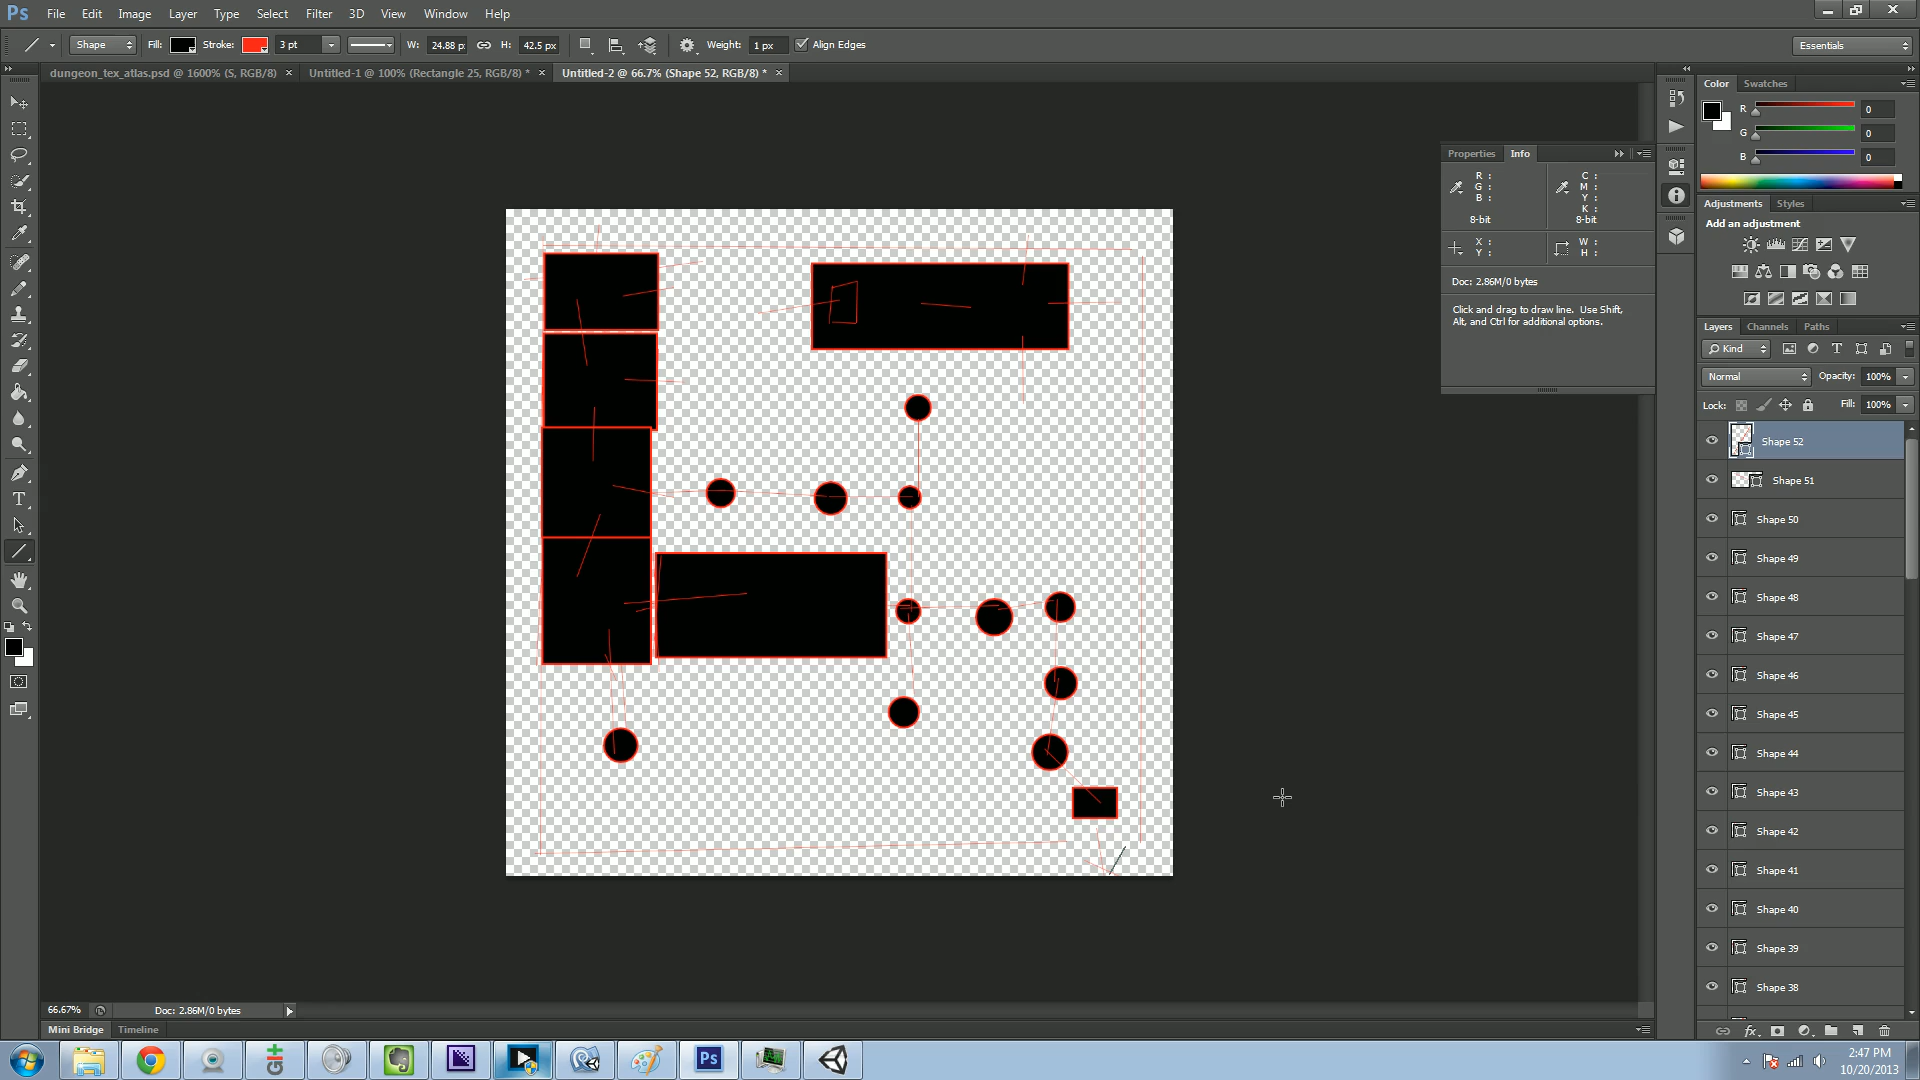 Ps File Edit Image Layer Type Select Filter 3D View Window Help
Shape Fill: Stroke: 3 pt W: 24.88 p: H: 42.5 px Weight: 1 px Align Edges Essentials
dungeon_tex_atlas.psd @ 1600% (S, RGB/8) × Untitled-1 @ 100% (Rectangle 25, RGB/8) * × Untitled-2 @ 66.7% (Shape 52, RGB/8) * ×
Color Swatches
R 0
G 0
B 0
Properties Info
R : C :
G : M :
B : Y :
K :
8-bit 8-bit
X : W :
Y : H :
Doc: 2.86M/0 bytes
Click and drag to draw line. Use Shift,
Alt, and Ctrl for additional options.
Adjustments Styles
Add an adjustment
Layers Channels Paths
Kind
Normal Opacity: 100%
Lock: Fill: 100%
Shape 52
Shape 51
Shape 50
Shape 49
Shape 48
Shape 47
Shape 46
Shape 45
Shape 44
Shape 43
Shape 42
Shape 41
Shape 40
Shape 39
Shape 38
66.67% Doc: 2.86M/0 bytes
Mini Bridge Timeline
Git
Ps
2:47 PM
10/20/2013